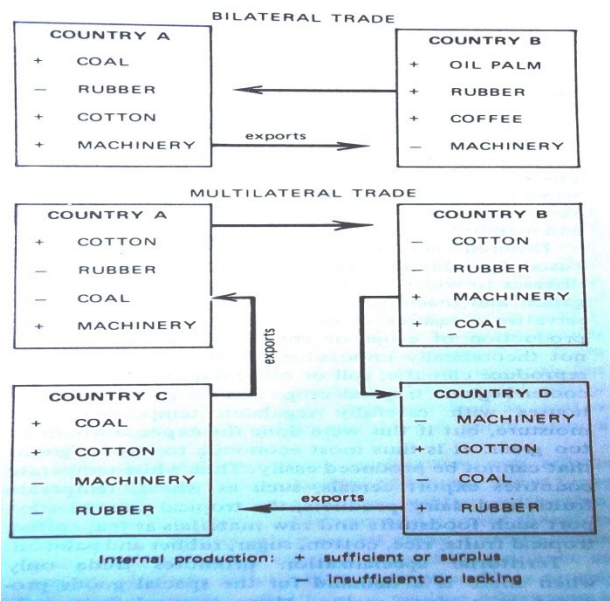 BILATERAL TRADE
COUNTRY A
+ COAL
− RUBBER
+ COTTON
+ MACHINERY
exports
COUNTRY B
+ OIL PALM
+ RUBBER
+ COFFEE
− MACHINERY
MULTILATERAL TRADE
COUNTRY A
+ COTTON
− RUBBER
− COAL
+ MACHINERY
COUNTRY B
− COTTON
− RUBBER
+ MACHINERY
+ COAL
exports
COUNTRY C
+ COAL
+ COTTON
− MACHINERY
− RUBBER
COUNTRY D
− MACHINERY
+ COTTON
− COAL
+ RUBBER
exports
Internal production: + sufficient or surplus
− insufficient or lacking